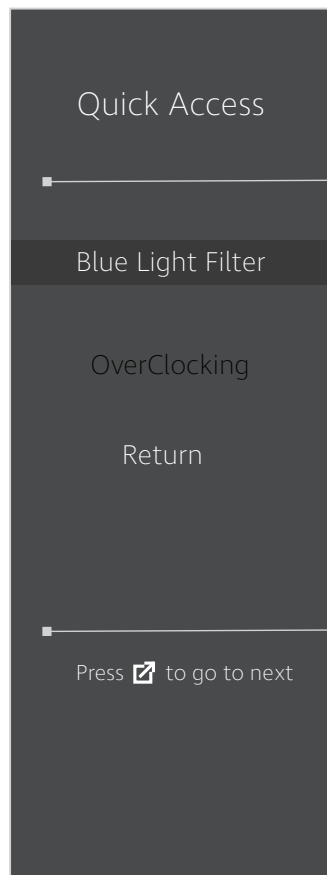 Quick Access
Blue Light Filter
OverClocking
Return
Press to go to next